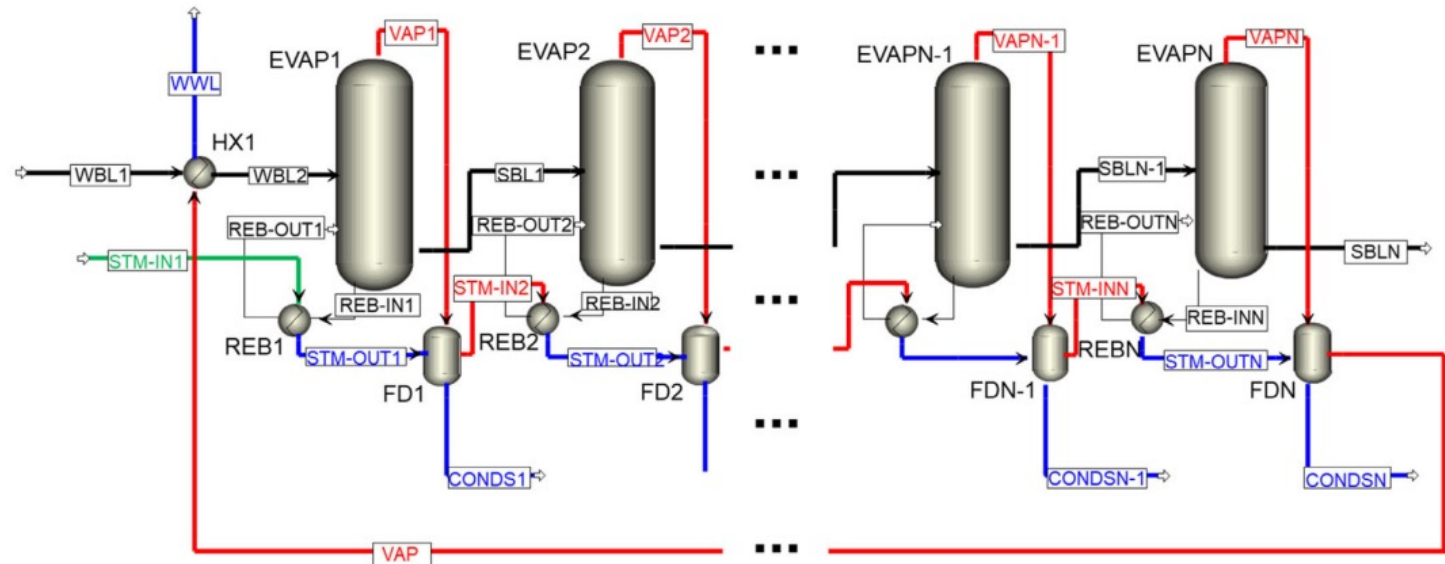 VAP1
VAP2
VAPN-1
VAPN
EVAP1
EVAP2
EVAPN-1
EVAPN
WWL
HX1
WBL1
WBL2
SBL1
SBLN-1
REB-OUT1
REB-OUT2
REB-OUTN
SBLN
STM-IN1
STM-IN2
STM-INN
REB-IN1
REB-IN2
REB-INN
REB1
REB2
REBN
STM-OUT1
STM-OUT2
STM-OUTN
FD1
FD2
FDN-1
FDN
CONDS1
CONDSN-1
CONDSN
VAP